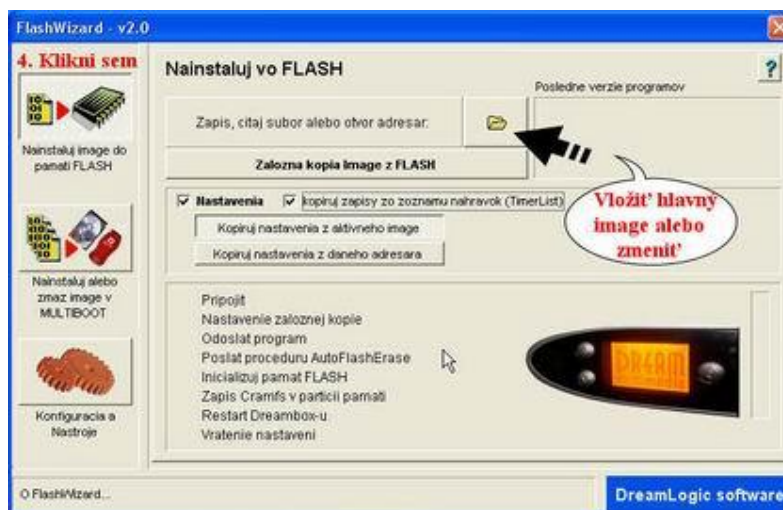 FlashWizard - v2.0
4. Klikni sem
Nainstaluj image do
pamati FLASH
Nainstaluj alebo
zmaz image v
MULTIBOOT
Konfiguracia a
Nastroje
Nainstaluj vo FLASH
?
Posledne verzie programov
Zapis, citaj subor alebo otvor adresar:
Zalozna kopia Image z FLASH
Nastavenia
kopiruj zapisy zo zoznamu nahravok (TimerList)
Kopiruj nastavenia z aktivneho image
Kopiruj nastavenia z daneho adresara
Vložiť hlavný
image alebo
zmeniť
Pripojit
Nastavenie zaloznej kopie
Odoslat program
Poslat proceduru AutoFlashErase
Inicializuj pamat FLASH
Zapis Cramfs v particii pamati
Restart Dreambox-u
Vratenie nastaveni
O FlashWizard...
DreamLogic software